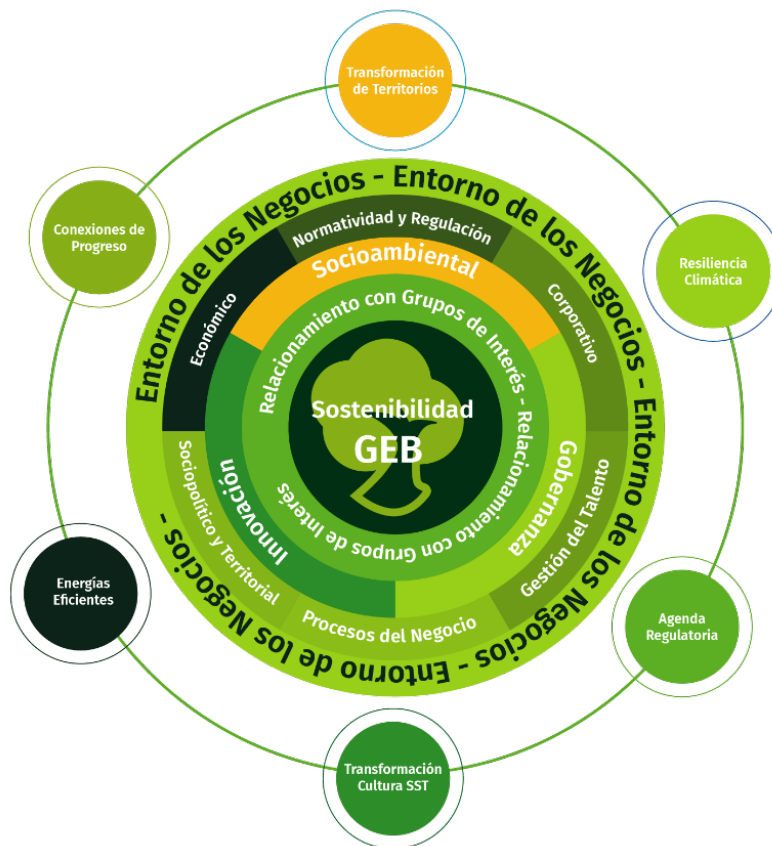 Transformación
de Territorios
Conexiones de
Progreso
Resiliencia
Climática
Energías
Eficientes
Agenda
Regulatoria
Transformación
Cultura SST
Entorno de los Negocios - Entorno de los Negocios - Entorno de los Negocios - Entorno de los Negocios -
Normatividad y Regulación
Corporativo
Gestión del Talento
Procesos del Negocio
Sociopolítico y Territorial
Económico
Socioambiental
Gobernanza
Innovación
Relacionamiento con Grupos de Interés - Relacionamiento con Grupos de Interés
Sostenibilidad
GEB